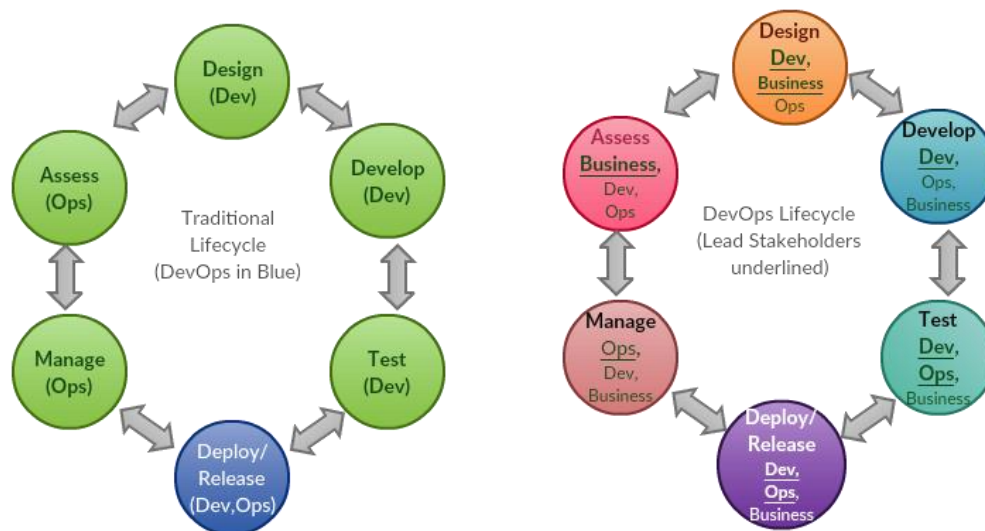 Design
(Dev)
Assess
(Ops)
Develop
(Dev)
Traditional
Lifecycle
(DevOps in Blue)
Manage
(Ops)
Test
(Dev)
Deploy/
Release
(Dev,Ops)
Design
Dev,
Business
Ops
Assess
Business,
Dev,
Ops
Develop
Dev,
Ops,
Business
DevOps Lifecycle
(Lead Stakeholders
underlined)
Manage
Ops,
Dev,
Business
Test
Dev,
Ops,
Business
Deploy/
Release
Dev,
Ops,
Business